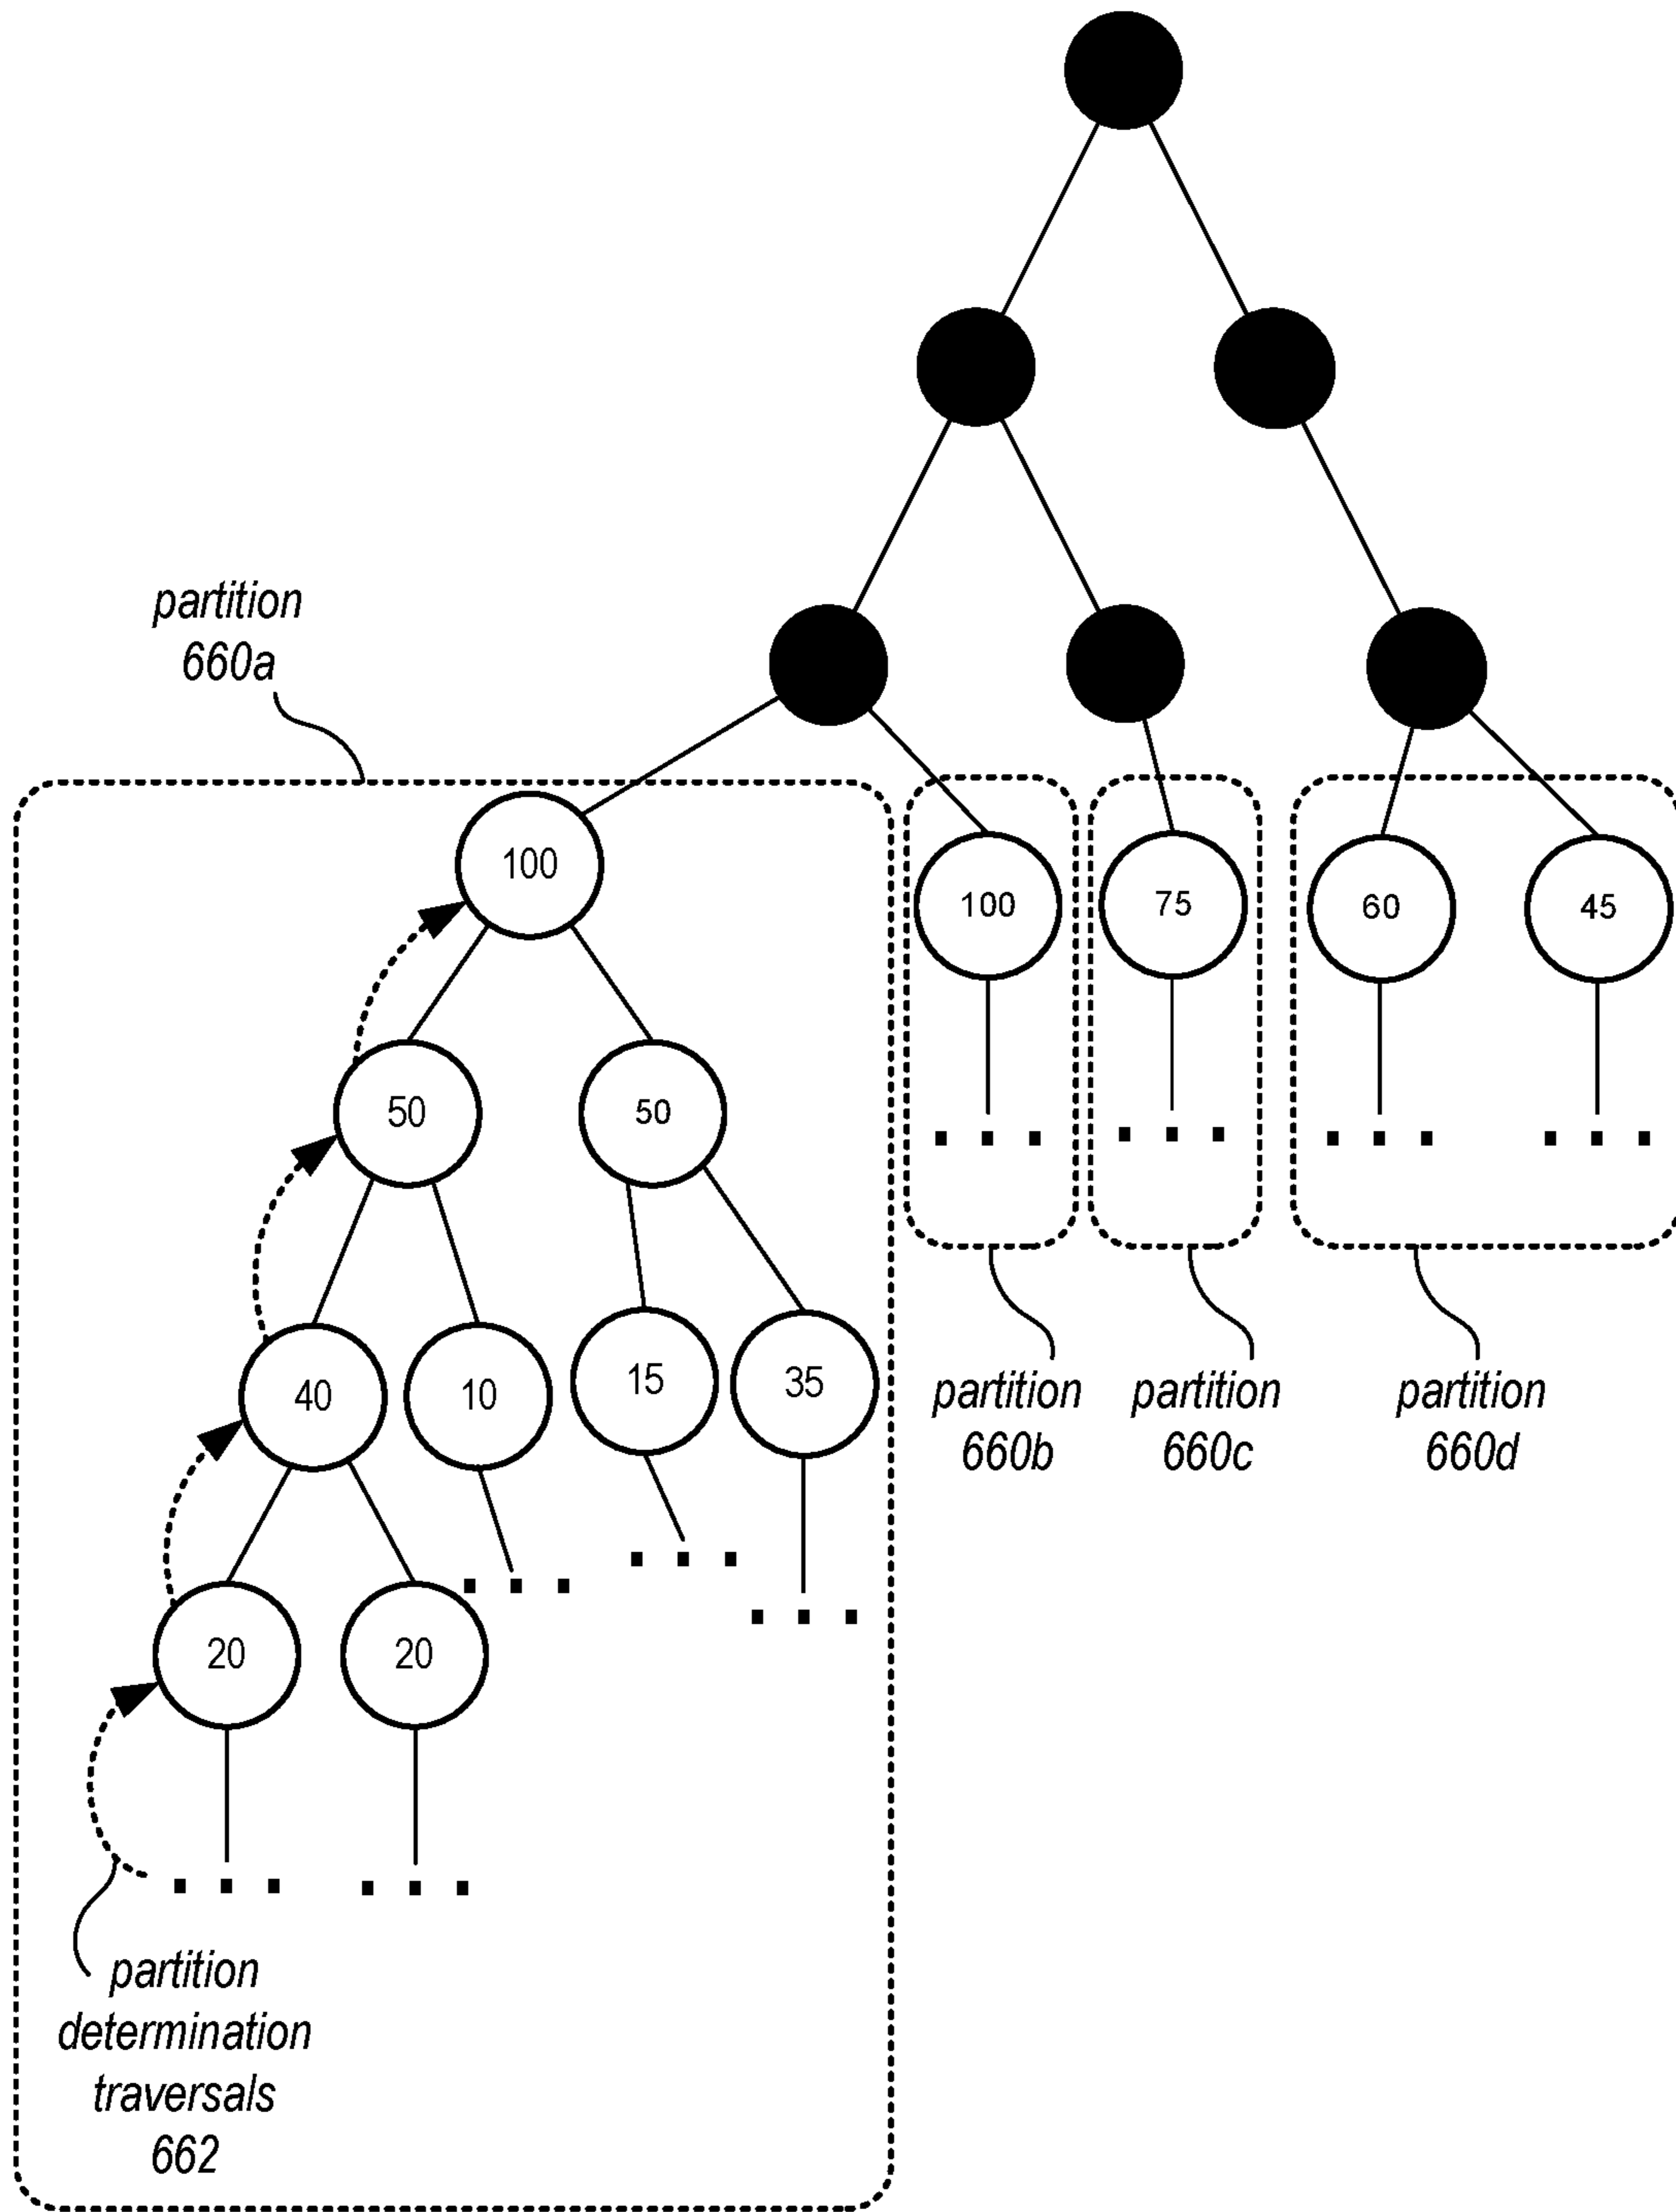 partition
660a
100
100
75
60
45
50
50
40
10
15
35
partition
660b
partition
660c
partition
660d
20
20
partition
determination
traversals
662